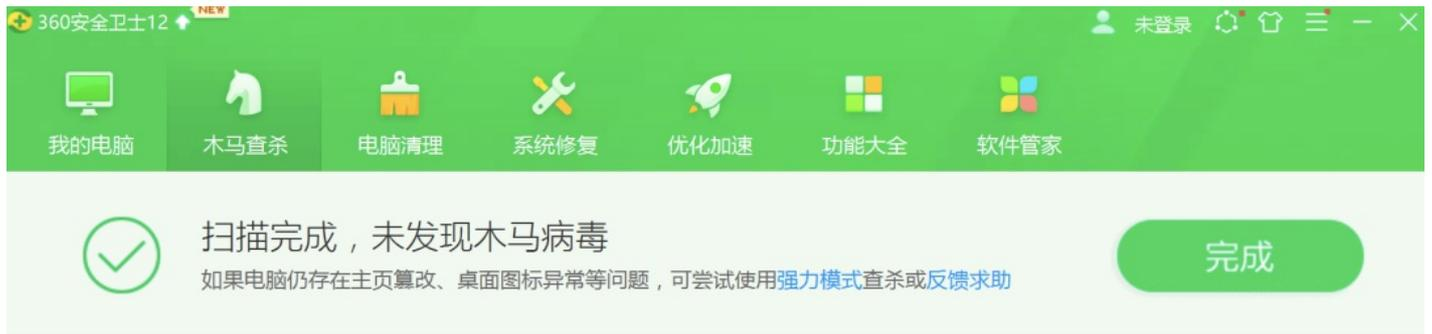 360安全卫士12 NEW 未登录
我的电脑 木马查杀 电脑清理 系统修复 优化加速 功能大全 软件管家
扫描完成，未发现木马病毒
如果电脑仍存在主页篡改、桌面图标异常等问题，可尝试使用强力模式查杀或反馈求助
完成